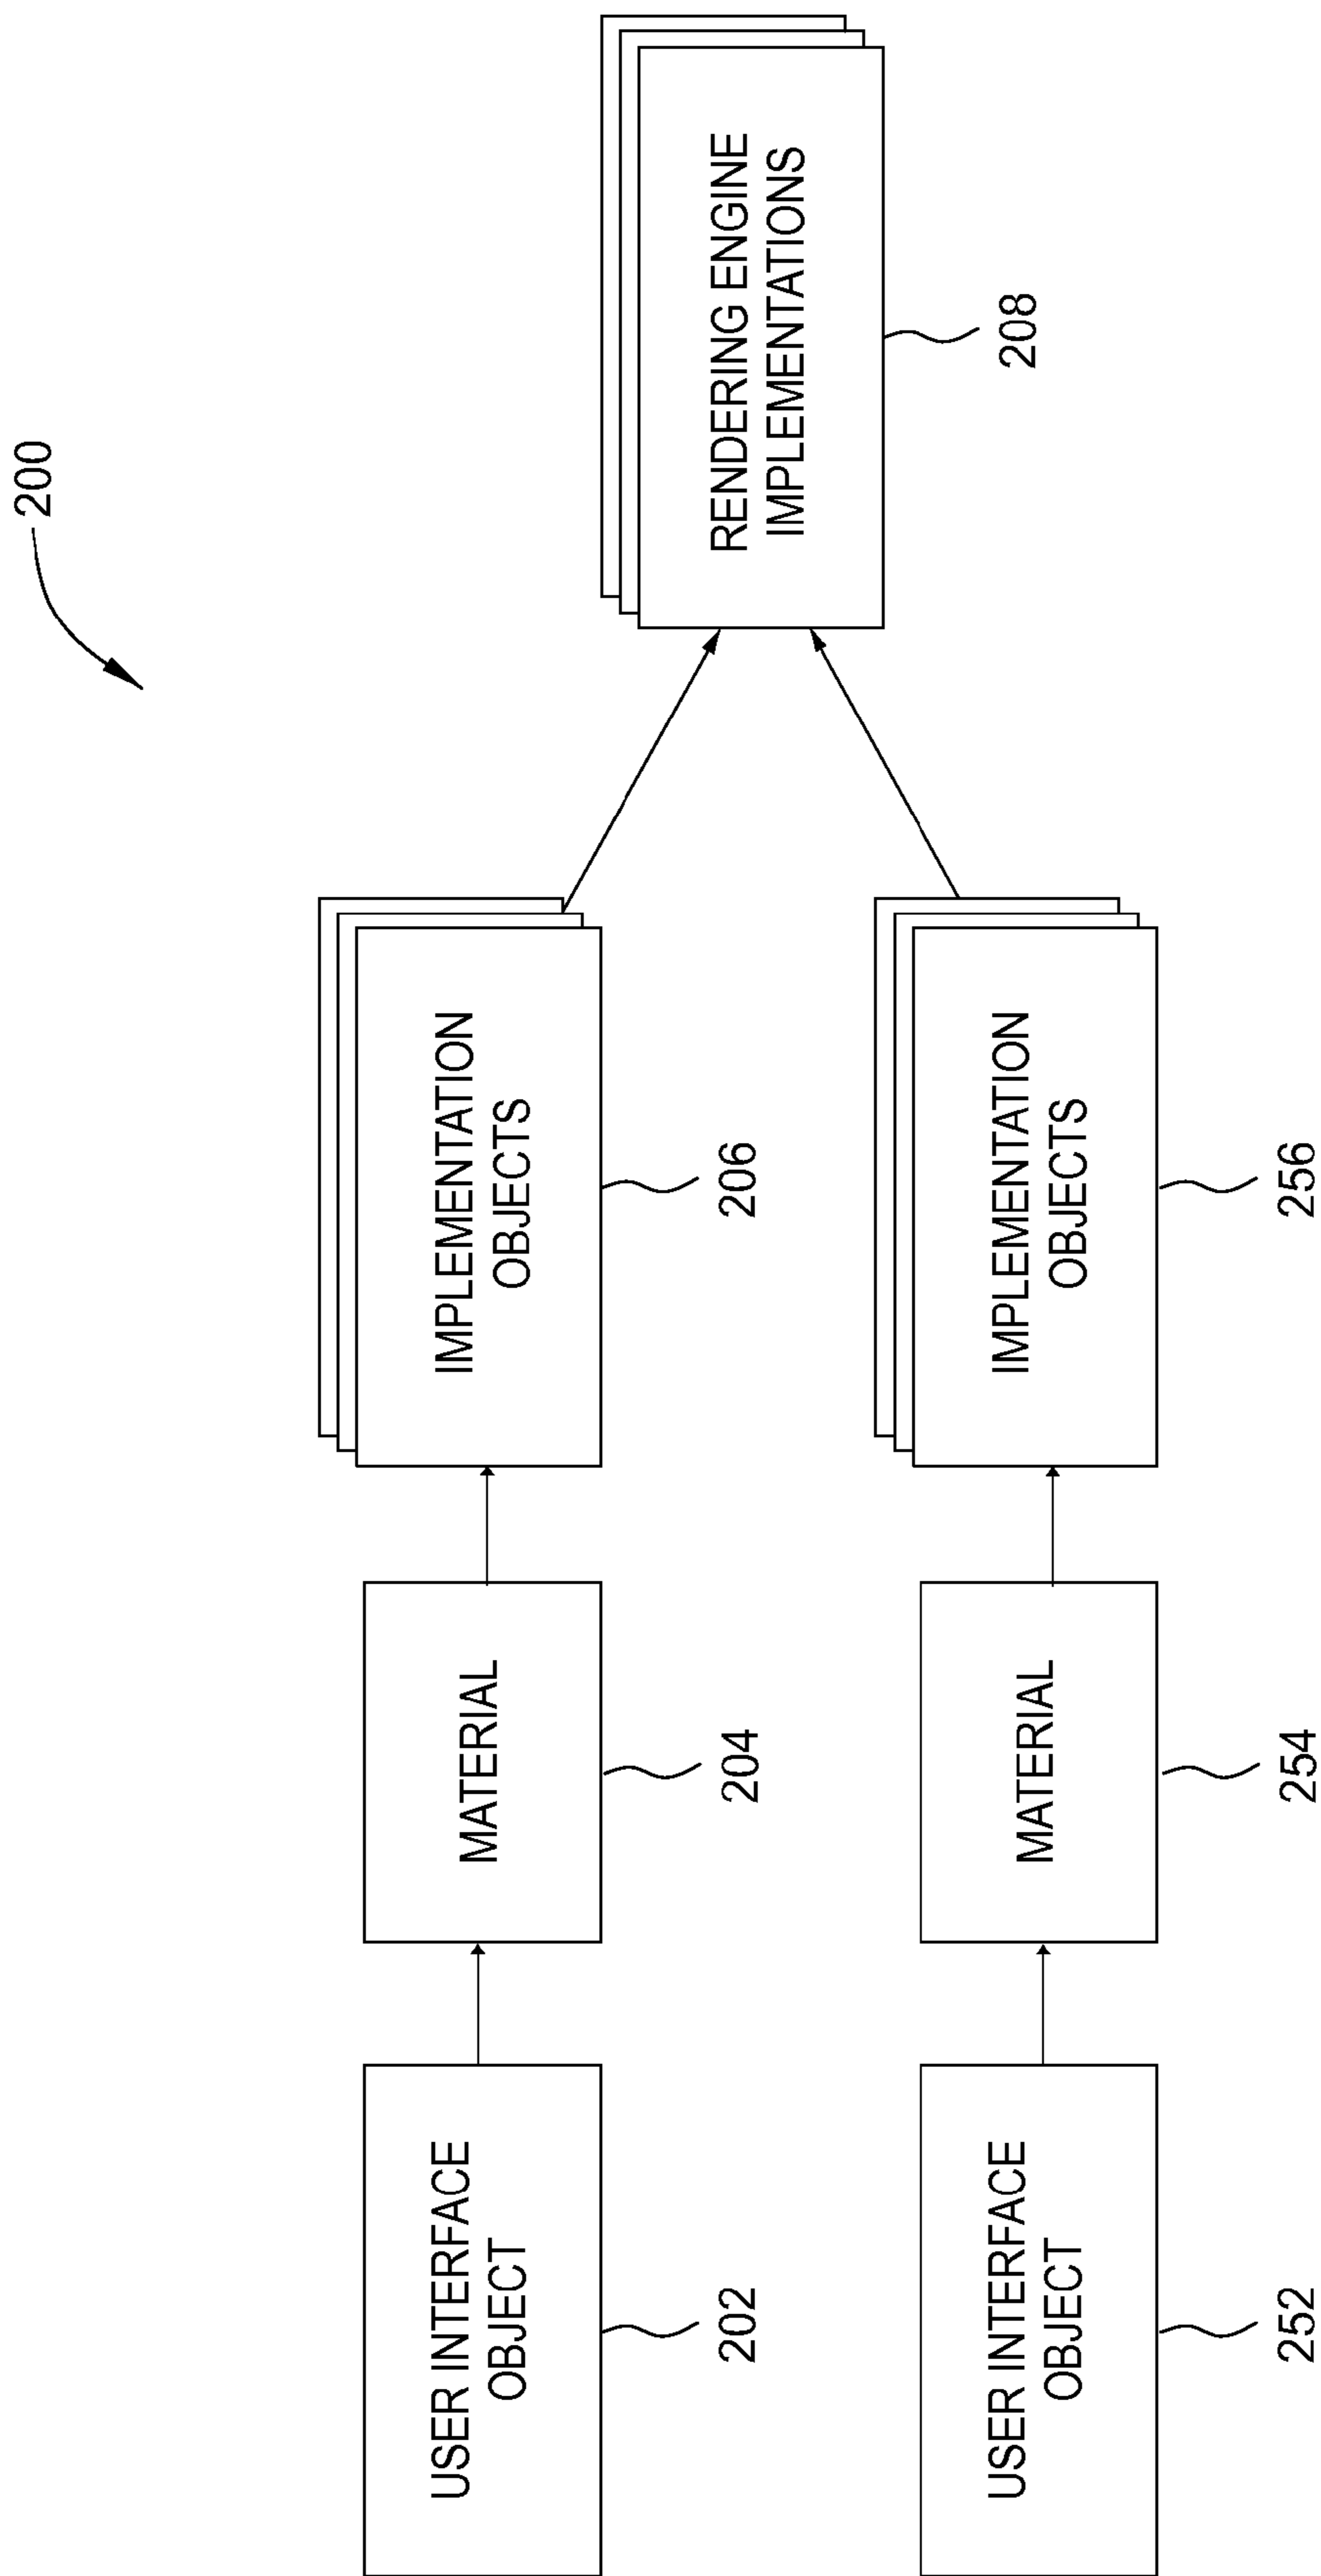 200
USER INTERFACE
OBJECT
202
MATERIAL
204
IMPLEMENTATION
OBJECTS
206
RENDERING ENGINE
IMPLEMENTATIONS
208
USER INTERFACE
OBJECT
252
MATERIAL
254
IMPLEMENTATION
OBJECTS
256